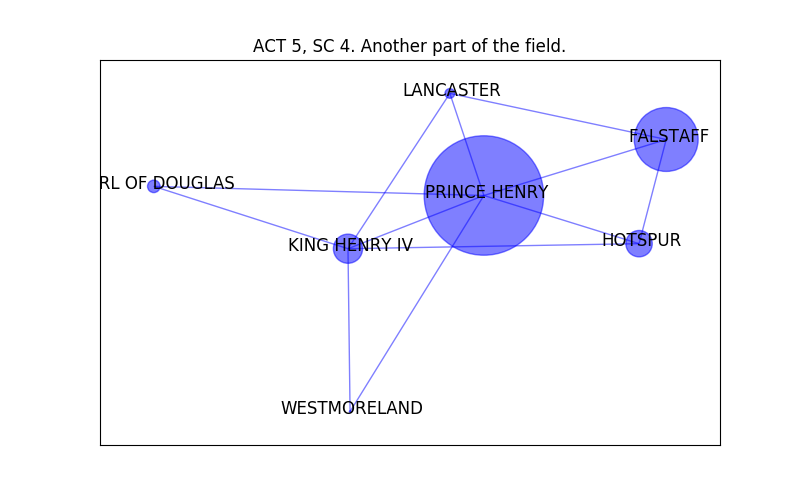 ACT 5, SC 4. Another part of the field.
LANCASTER
FALSTAFF
RL OF DOUGLAS
PRINCE HENRY
KING HENRY IV
HOTSPUR
WESTMORELAND